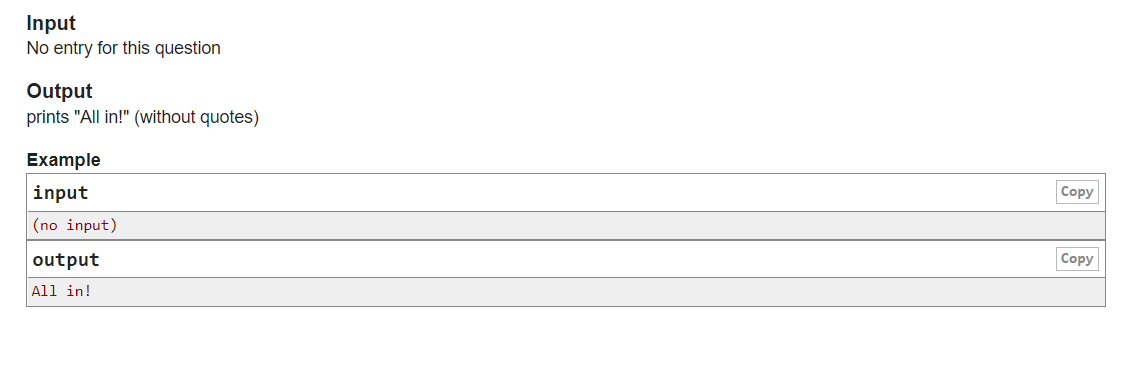 Input
No entry for this question
Output
prints "All in!" (without quotes)
Example
input
Copy
(no input)
output
Copy
All in!